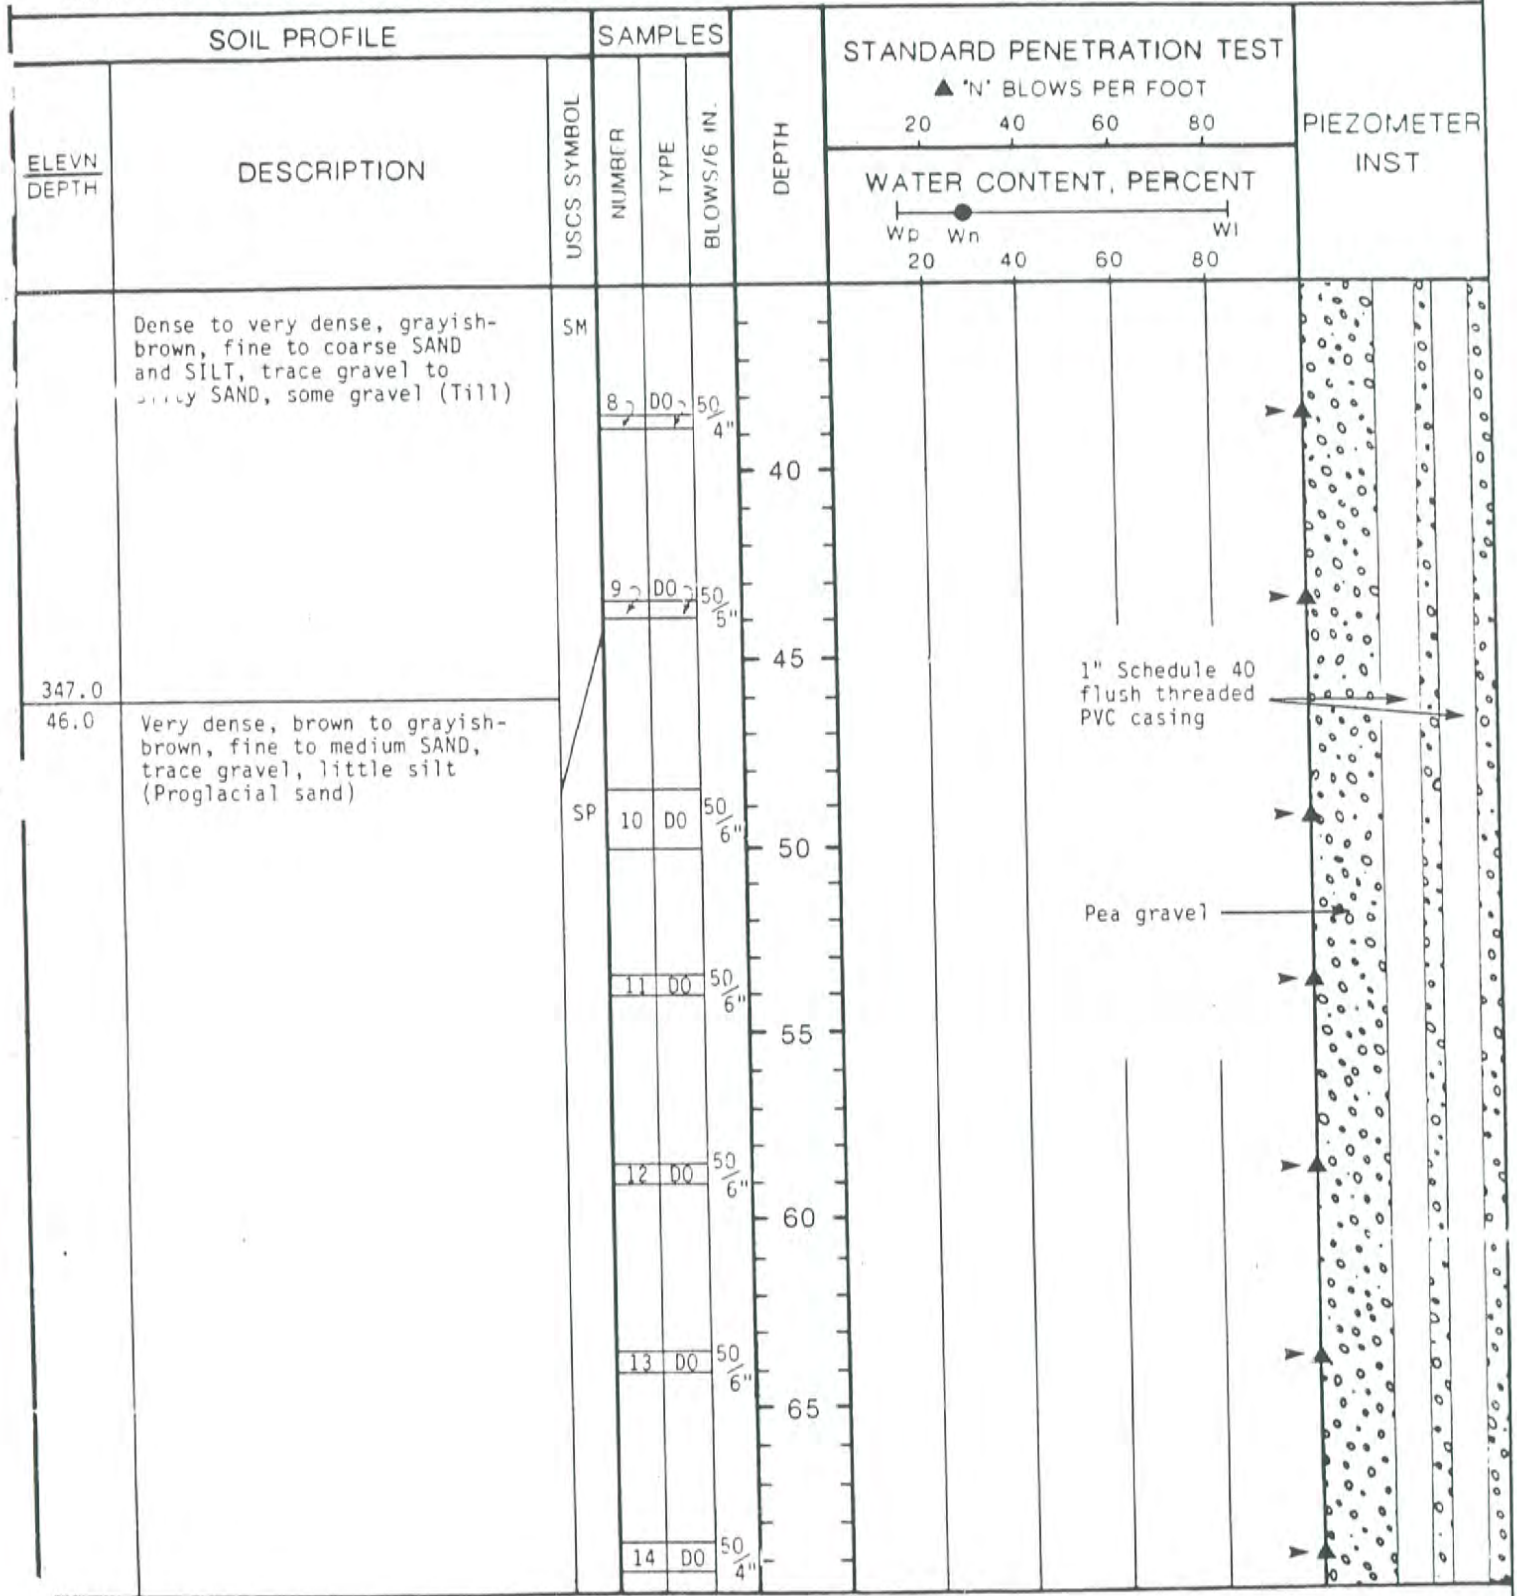 SOIL PROFILE
SAMPLES
STANDARD PENETRATION TEST
▲ "N" BLOWS PER FOOT
20 40 60 80
PIEZOMETER
INST
ELEVN
DEPTH
DESCRIPTION
USCS SYMBOL
NUMBER
TYPE
BLOWS/6 IN.
DEPTH
WATER CONTENT, PERCENT
Wp Wn Wl
20 40 60 80
Dense to very dense, grayish-
brown, fine to coarse SAND
and SILT, trace gravel to
SAND, some gravel (Till)
SM
8 DO 50/4"
40
9 DO 50/5"
45
1" Schedule 40
flush threaded
PVC casing
347.0
46.0
Very dense, brown to grayish-
brown, fine to medium SAND,
trace gravel, little silt
(Proglacial sand)
SP
10 DO 50/6"
50
Pea gravel
11 DO 50/6"
55
12 DO 50/6"
60
13 DO 50/6"
65
14 DO 50/4"